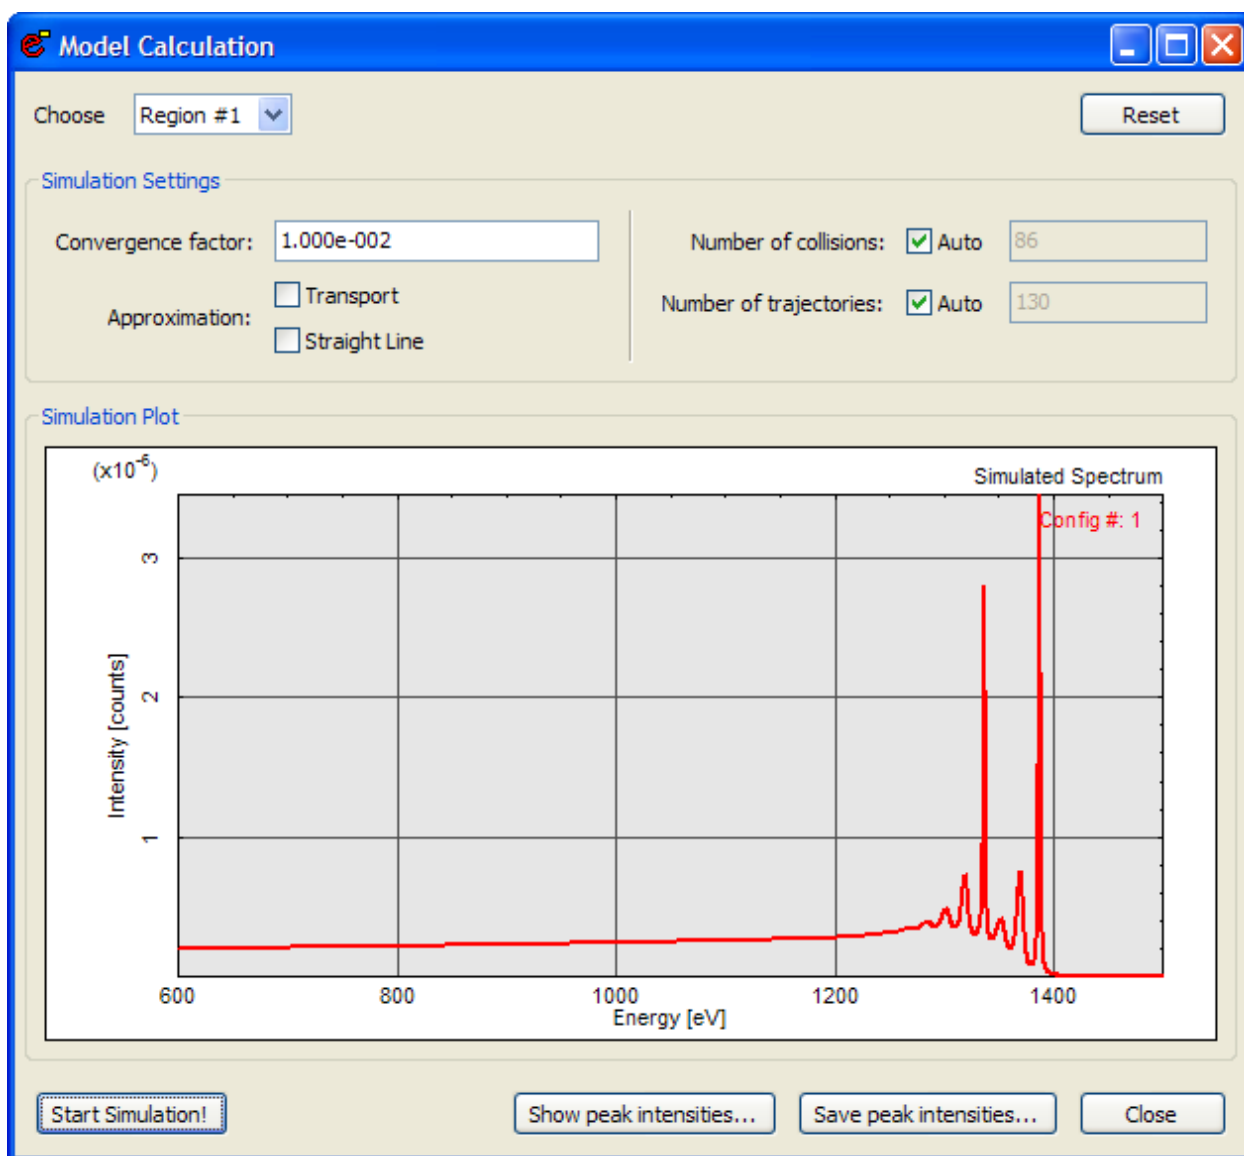 Model Calculation
Choose Region #1 Reset
Simulation Settings
Convergence factor: 1.000e-002 Number of collisions: Auto 86
Approximation: Transport Number of trajectories: Auto 130
Straight Line
Simulation Plot
(x10^-6) Simulated Spectrum
Config #: 1
3
2
1
Intensity [counts]
600 800 1000 1200 1400
Energy [eV]
Start Simulation! Show peak intensities... Save peak intensities... Close